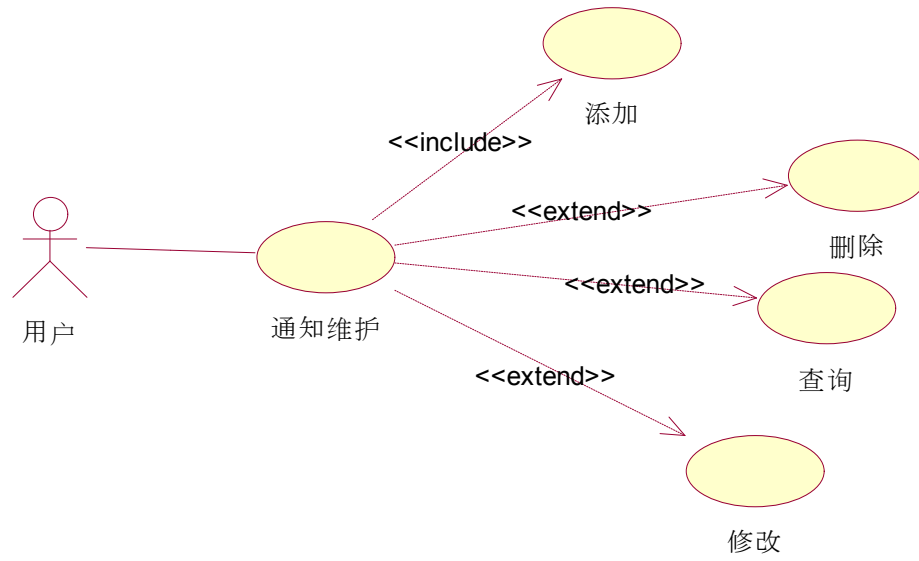 添加
<<include>>
<<extend>>
删除
<<extend>>
用户
通知维护
查询
<<extend>>
修改